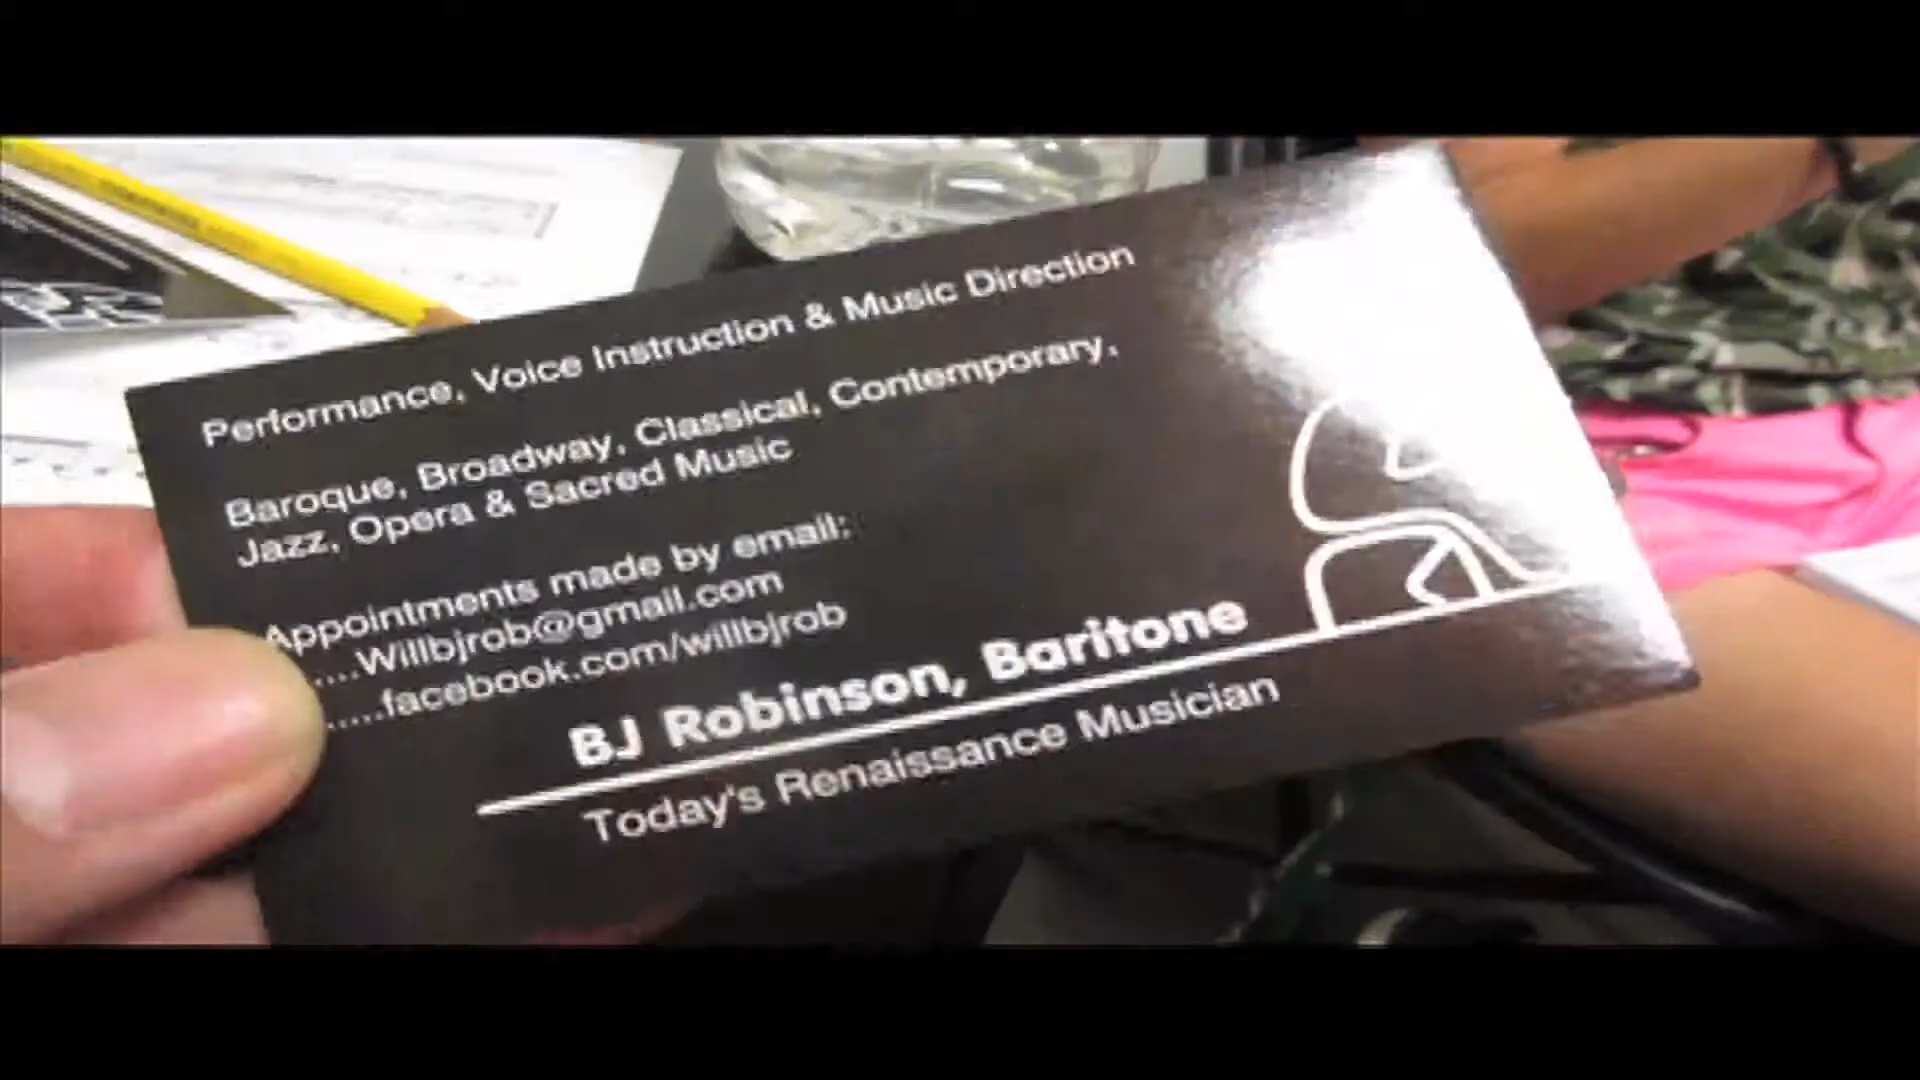 Performance, Voice Instruction & Music Direction
Baroque, Broadway, Classical, Contemporary,
Jazz, Opera & Sacred Music
Appointments made by email:
....Willbjrob@gmail.com
.....facebook.com/willbjrob
BJ Robinson, Baritone
Today's Renaissance Musician